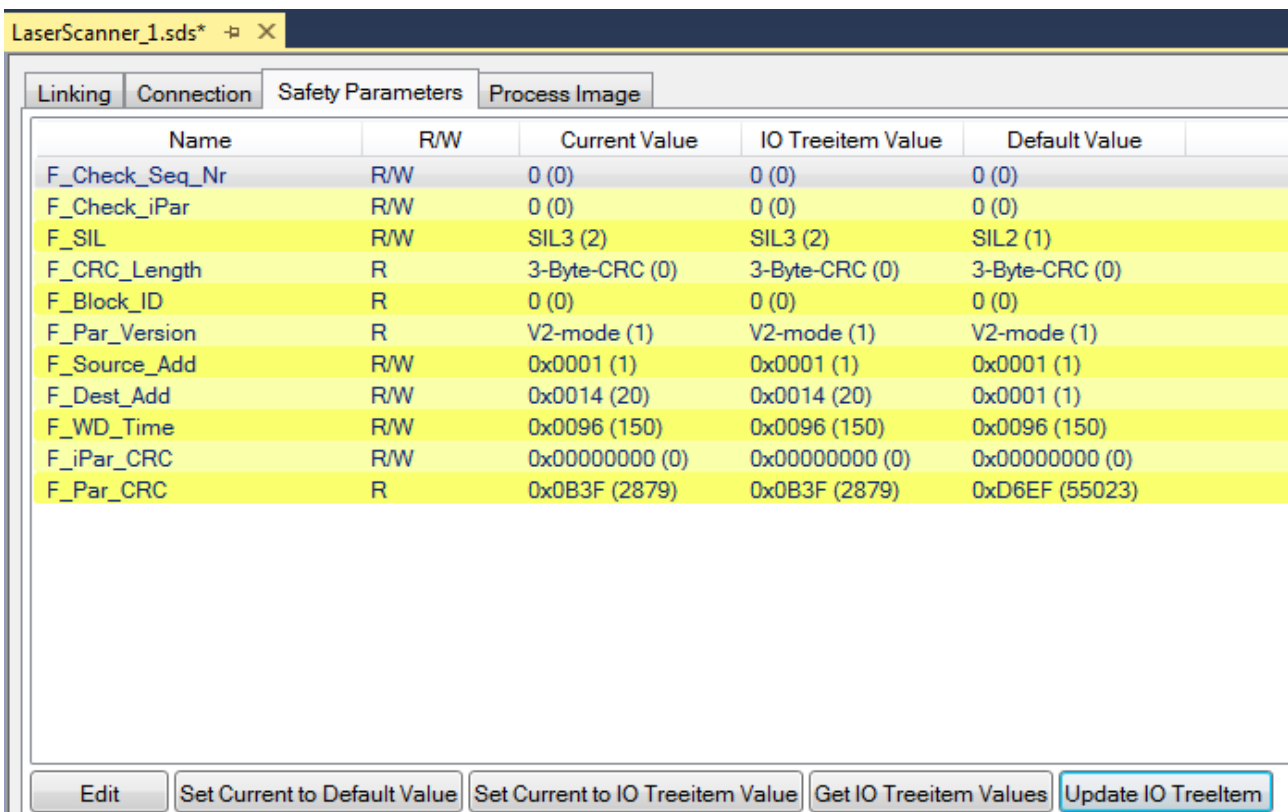 LaserScanner_1.sds*
Linking Connection Safety Parameters Process Image
Name R/W Current Value IO Treeitem Value Default Value
F_Check_Seq_Nr R/W 0 (0) 0 (0) 0 (0)
F_Check_iPar R/W 0 (0) 0 (0) 0 (0)
F_SIL R/W SIL3 (2) SIL3 (2) SIL2 (1)
F_CRC_Length R 3-Byte-CRC (0) 3-Byte-CRC (0) 3-Byte-CRC (0)
F_Block_ID R 0 (0) 0 (0) 0 (0)
F_Par_Version R V2-mode (1) V2-mode (1) V2-mode (1)
F_Source_Add R/W 0x0001 (1) 0x0001 (1) 0x0001 (1)
F_Dest_Add R/W 0x0014 (20) 0x0014 (20) 0x0001 (1)
F_WD_Time R/W 0x0096 (150) 0x0096 (150) 0x0096 (150)
F_iPar_CRC R/W 0x00000000 (0) 0x00000000 (0) 0x00000000 (0)
F_Par_CRC R 0x0B3F (2879) 0x0B3F (2879) 0xD6EF (55023)
Edit Set Current to Default Value Set Current to IO Treeitem Value Get IO Treeitem Values Update IO TreeItem